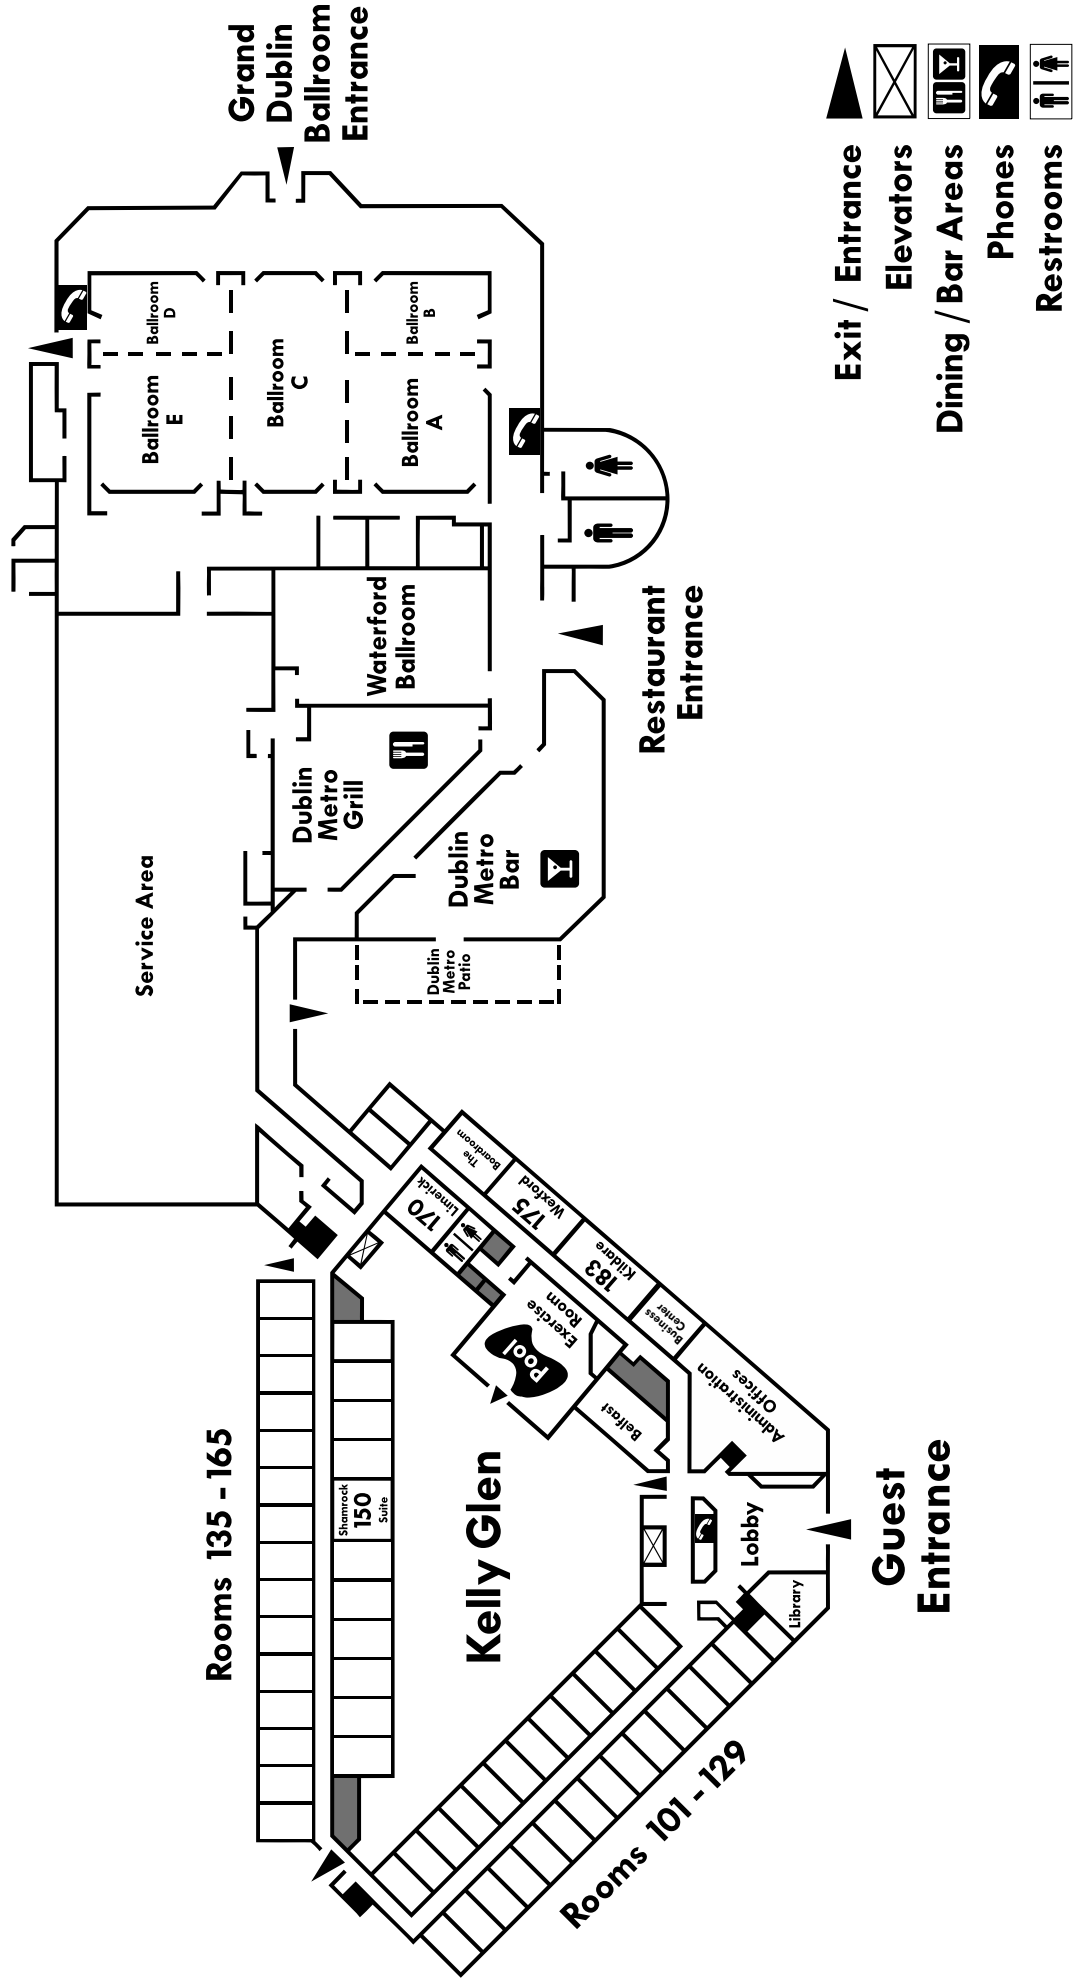 Grand
Dublin
Ballroom
Entrance
Exit / Entrance
Elevators
Dining / Bar Areas
Phones
Restrooms
Ballroom
D
Ballroom
E
Ballroom
C
Ballroom
B
Ballroom
A
Waterford
Ballroom
Restaurant
Entrance
Dublin
Metro
Grill
Dublin
Metro
Bar
Dublin
Metro
Patio
Service Area
The
Boardroom
175
Wexford
183
Kildare
Business
Center
Administration
Offices
170
Limerick
Exercise
Room
Pool
Belfast
Kelly Glen
Rooms 135 - 165
Shamrock
150
Suite
Lobby
Library
Guest
Entrance
Rooms 101 - 129